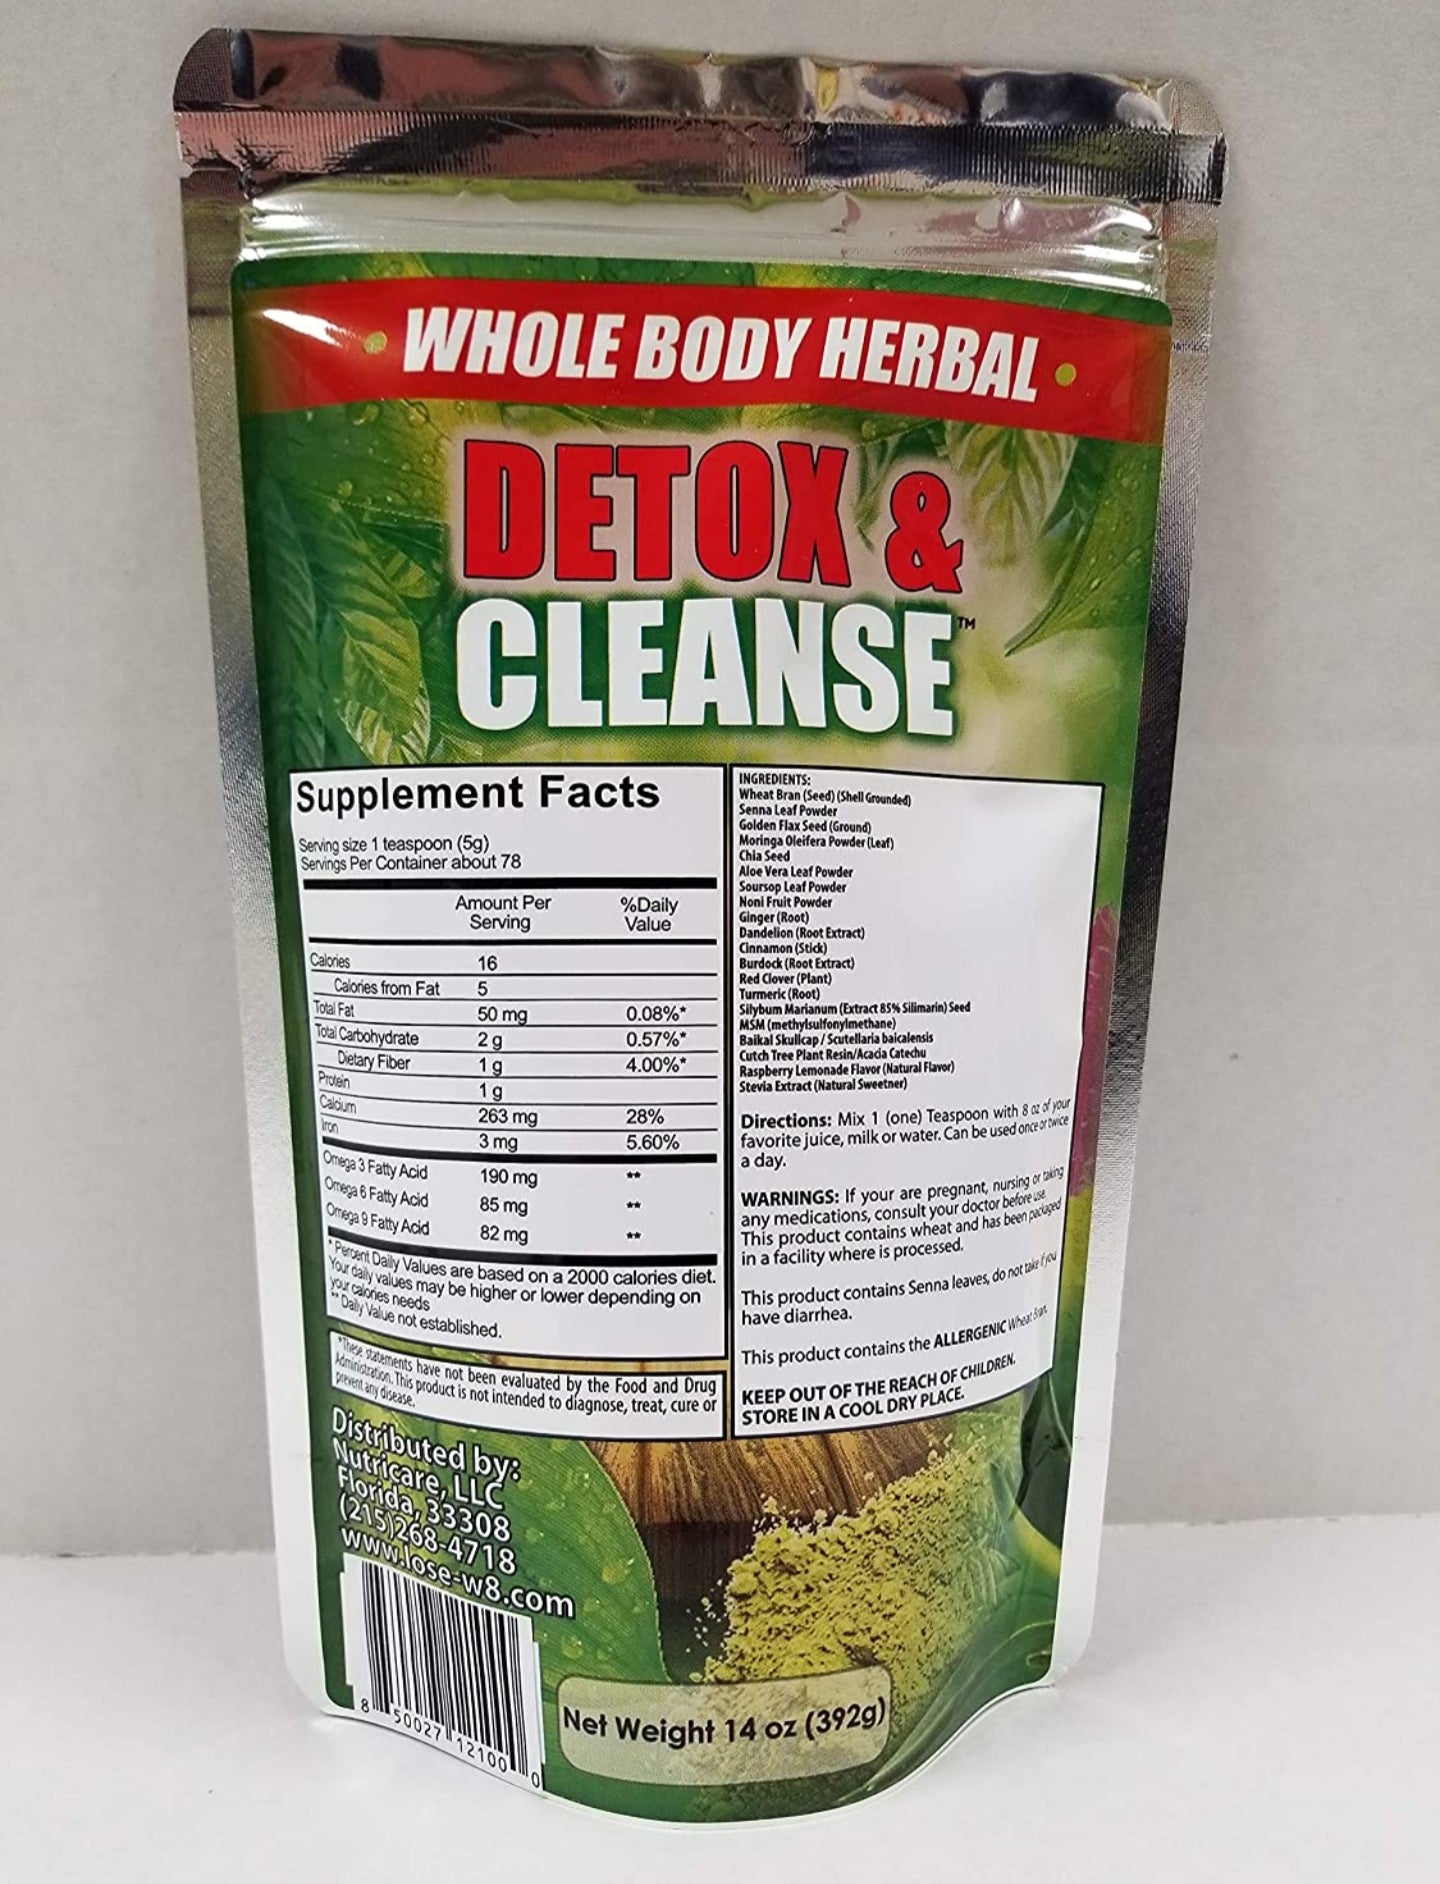 • WHOLE BODY HERBAL •
DETOX &
CLEANSE™
Supplement Facts
Serving size 1 teaspoon (5g)
Servings Per Container about 78
Amount Per Serving %Daily Value
Calories 16
Calories from Fat 5
Total Fat 50 mg 0.08%*
Total Carbohydrate 2 g 0.57%*
Dietary Fiber 1 g 4.00%*
Protein 1 g
Calcium 263 mg 28%
Iron 3 mg 5.60%
Omega 3 Fatty Acid 190 mg **
Omega 6 Fatty Acid 85 mg **
Omega 9 Fatty Acid 82 mg **
* Percent Daily Values are based on a 2000 calories diet.
Your daily values may be higher or lower depending on
your calories needs
** Daily Value not established.
*These statements have not been evaluated by the Food and Drug
Administration. This product is not intended to diagnose, treat, cure or
prevent any disease.
INGREDIENTS:
Wheat Bran (Seed) (Shell Grounded)
Senna Leaf Powder
Golden Flax Seed (Ground)
Moringa Oleifera Powder (Leaf)
Chia Seed
Aloe Vera Leaf Powder
Soursop Leaf Powder
Noni Fruit Powder
Ginger (Root)
Dandelion (Root Extract)
Cinnamon (Stick)
Burdock (Root Extract)
Red Clover (Plant)
Turmeric (Root)
Silybum Marianum (Extract 85% Silimarin) Seed
MSM (methylsulfonylmethane)
Baikal Skullcap / Scutellaria baicalensis
Cutch Tree Plant Resin/Acacia Catechu
Raspberry Lemonade Flavor (Natural Flavor)
Stevia Extract (Natural Sweetner)
Directions: Mix 1 (one) Teaspoon with 8 oz of your
favorite juice, milk or water. Can be used once or twice
a day.
WARNINGS: If your are pregnant, nursing or taking
any medications, consult your doctor before use.
This product contains wheat and has been packaged
in a facility where is processed.
This product contains Senna leaves, do not take if you
have diarrhea.
This product contains the ALLERGENIC Wheat Bran.
KEEP OUT OF THE REACH OF CHILDREN.
STORE IN A COOL DRY PLACE.
Distributed by:
Nutricare, LLC
Florida, 33308
(215)268-4718
www.lose-w8.com
8 50027 12100 0
Net Weight 14 oz (392g)